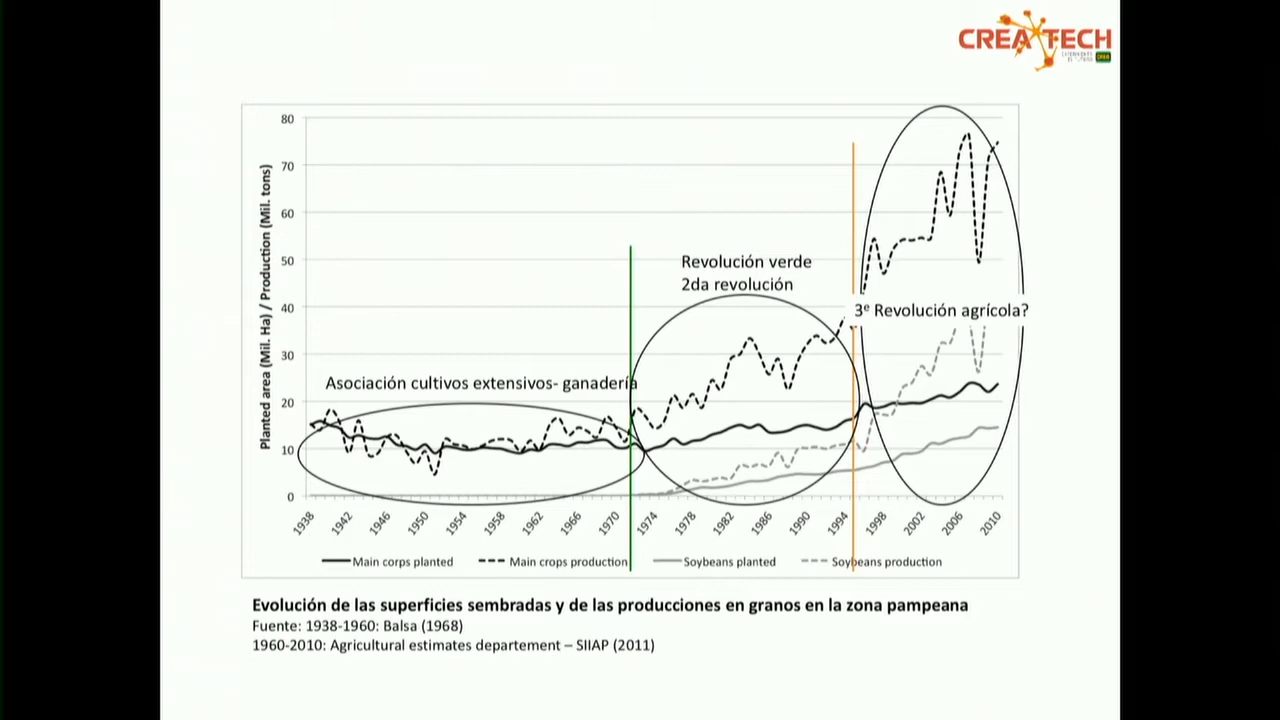 CREA TECH
80
70
60
50
40
30
20
10
0
Planted area (Mil. Ha) / Production (Mil. tons)
Revolución verde
2da revolución
3e Revolución agrícola?
Asociación cultivos extensivos- ganadería
1938 1942 1946 1950 1954 1958 1962 1966 1970 1974 1978 1982 1986 1990 1994 1998 2002 2006 2010
Main corps planted Main crops production Soybeans planted Soybeans production
Evolución de las superficies sembradas y de las producciones en granos en la zona pampeana
Fuente: 1938-1960: Balsa (1968)
1960-2010: Agricultural estimates departement – SIIAP (2011)